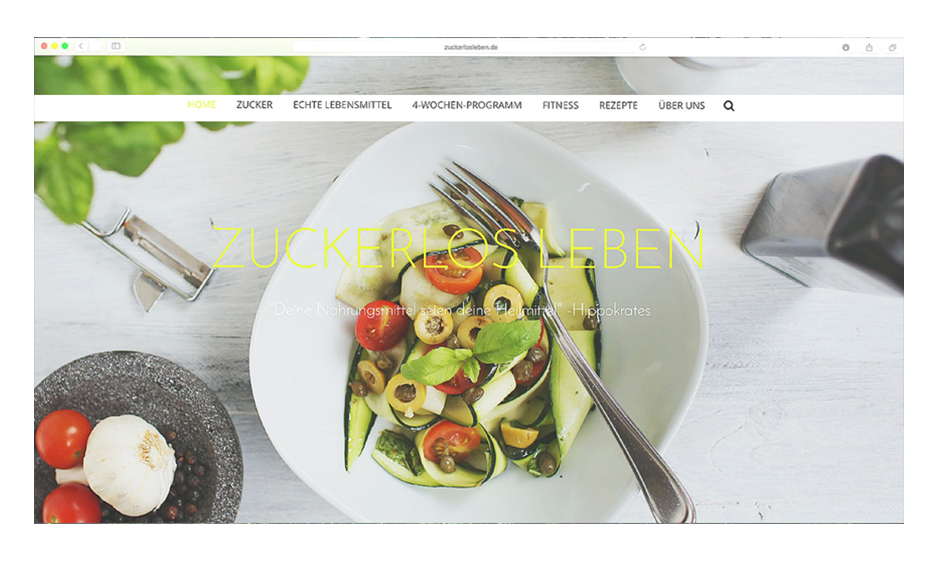 zuckerlosleben.de
HOME ZUCKER ECHTE LEBENSMITTEL 4-WOCHEN-PROGRAMM FITNESS REZEPTE ÜBER UNS
ZUCKERLOS LEBEN
"Deine Nahrungsmittel seien deine Heilmittel" -Hippokrates